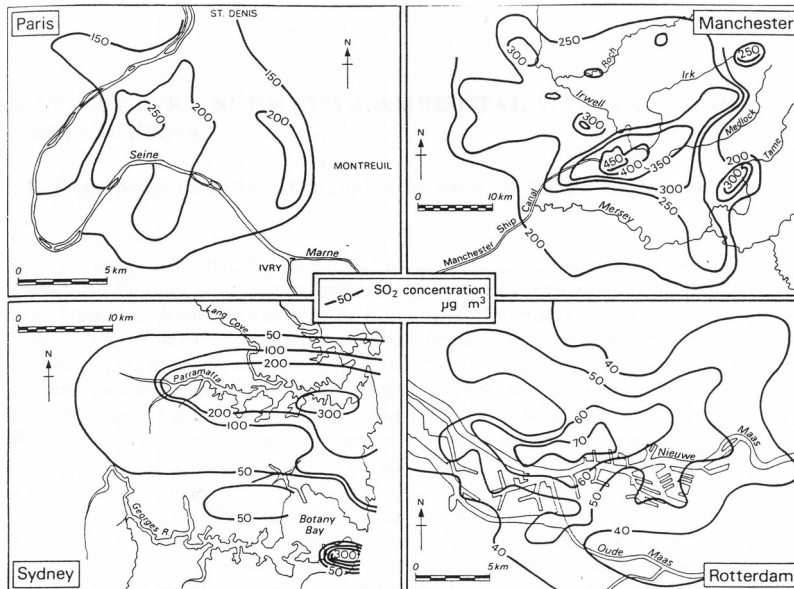 Paris
ST. DENIS
150
150
N
200
250
200
Seine
MONTREUIL
IVRY
Marne
0 5 km
Manchester
250
300
Roch
N
250
Irk
Irwell
300
Medlock
450
400
350
300
250
200
300
Tame
0 10 km
Manchester Ship Canal
Mersey
200
—50— SO₂ concentration
µg m³
0 10 km
N
Lang Cove
50
100
200
Parramatta
200
100
300
50
50
Georges R
Botany Bay
300
50
Sydney
40
50
60
70
Nieuwe Maas
60
50
N
40
40
Oude Maas
0 5 km
Rotterdam